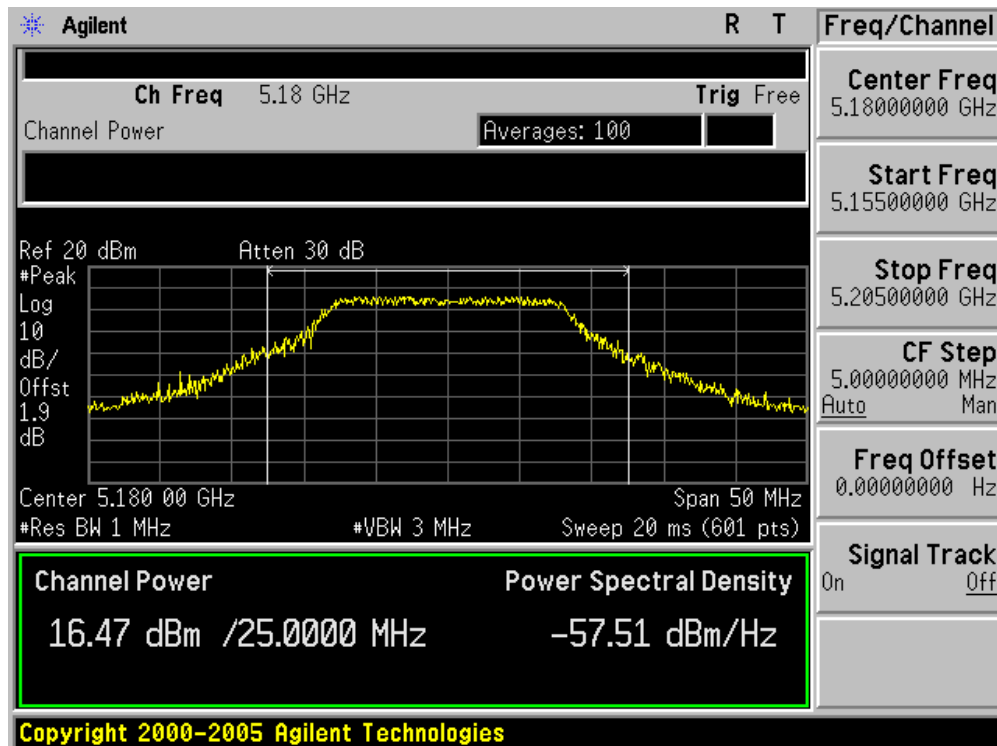 Agilent R T
Ch Freq 5.18 GHz Trig Free
Channel Power Averages: 100
Ref 20 dBm Atten 30 dB
#Peak
Log
10
dB/
Offst
1.9
dB
Center 5.180 00 GHz Span 50 MHz
#Res BW 1 MHz #VBW 3 MHz Sweep 20 ms (601 pts)
Channel Power Power Spectral Density
16.47 dBm /25.0000 MHz -57.51 dBm/Hz
Copyright 2000-2005 Agilent Technologies
Freq/Channel
Center Freq
5.18000000 GHz
Start Freq
5.15500000 GHz
Stop Freq
5.20500000 GHz
CF Step
5.00000000 MHz
Auto Man
Freq Offset
0.00000000 Hz
Signal Track
On Off